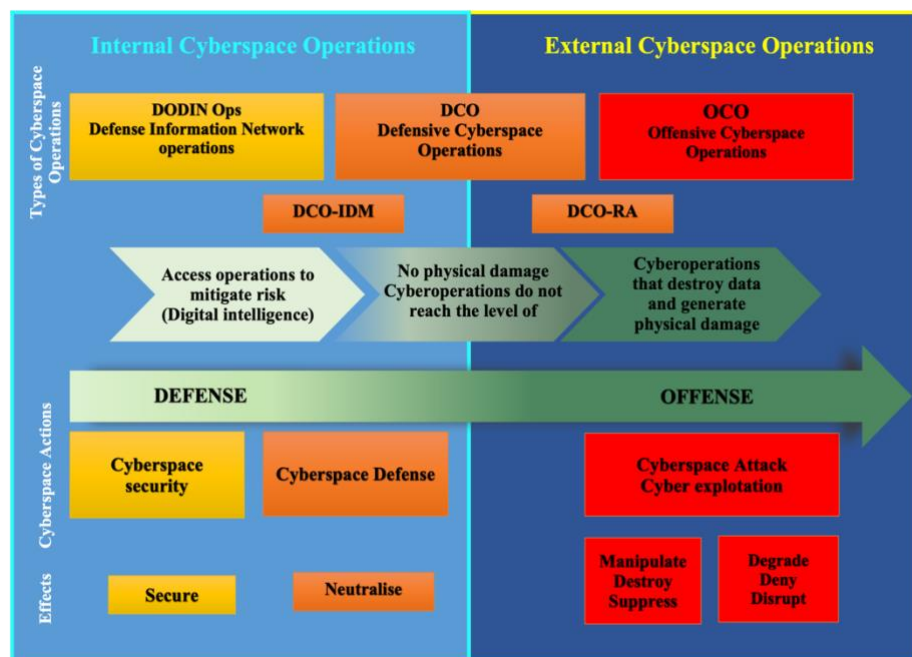 Internal Cyberspace Operations
External Cyberspace Operations
Types of Cyberspace
Operations
DODIN Ops
Defense Information Network
operations
DCO
Defensive Cyberspace
Operations
OCO
Offensive Cyberspace
Operations
DCO-IDM
DCO-RA
Access operations to
mitigate risk
(Digital intelligence)
No physical damage
Cyberoperations do not
reach the level of
Cyberoperations
that destroy data
and generate
physical damage
DEFENSE
OFFENSE
Cyberspace Actions
Cyberspace
security
Cyberspace Defense
Cyberspace Attack
Cyber explotation
Effects
Secure
Neutralise
Manipulate
Destroy
Suppress
Degrade
Deny
Disrupt